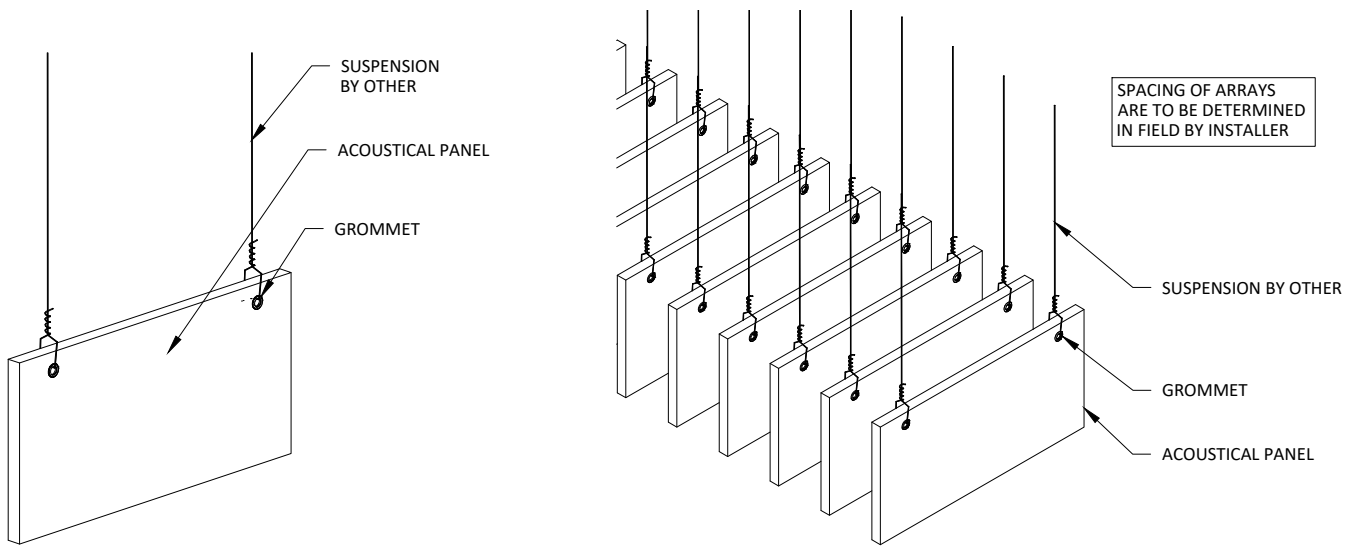 SUSPENSION
BY OTHER
ACOUSTICAL PANEL
GROMMET
SPACING OF ARRAYS
ARE TO BE DETERMINED
IN FIELD BY INSTALLER
SUSPENSION BY OTHER
GROMMET
ACOUSTICAL PANEL